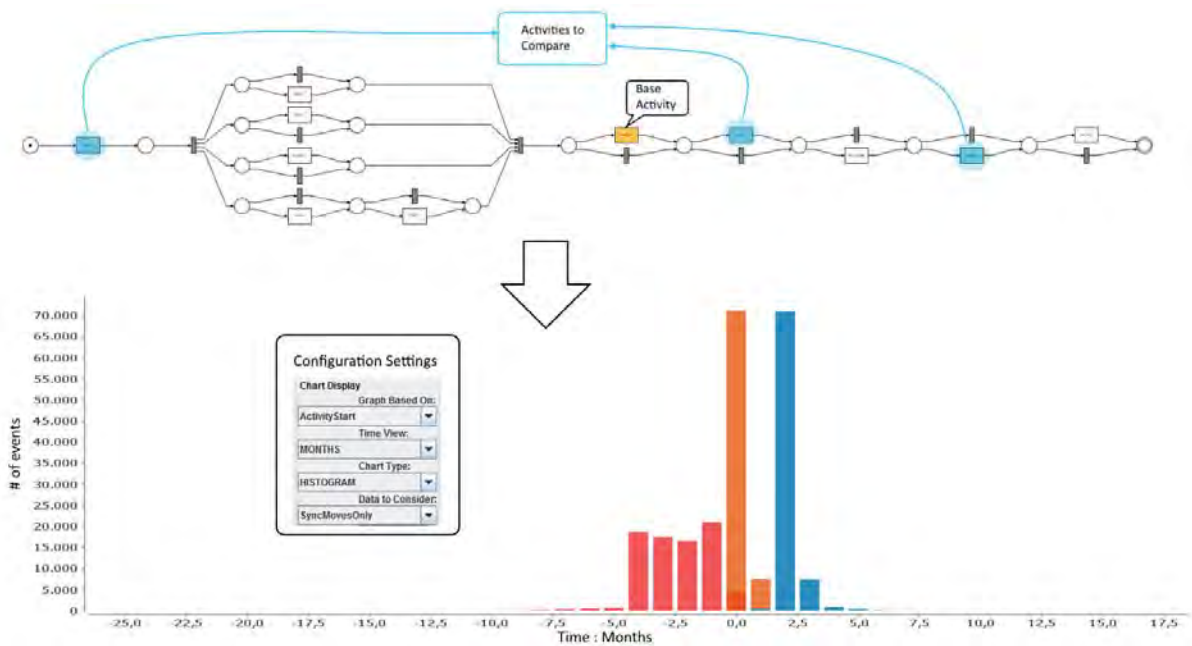 Activities to
Compare
Base
Activity
Configuration Settings
Chart Display
Graph Based On:
ActivityStart
Time View:
MONTHS
Chart Type:
HISTOGRAM
Data to Consider:
SyncMovesOnly
# of events
70.000
65.000
60.000
55.000
50.000
45.000
40.000
35.000
30.000
25.000
20.000
15.000
10.000
5.000
0
-25,0 -22,5 -20,0 -17,5 -15,0 -12,5 -10,0 -7,5 -5,0 -2,5 0,0 2,5 5,0 7,5 10,0 12,5 15,0 17,5
Time : Months